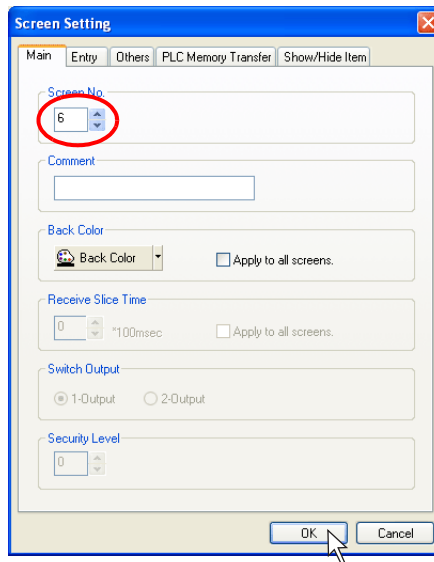 Screen Setting
Main Entry Others PLC Memory Transfer Show/Hide Item
Screen No.
6
Comment
Back Color
Back Color Apply to all screens.
Receive Slice Time
0 *100msec Apply to all screens.
Switch Output
1-Output 2-Output
Security Level
0
OK Cancel